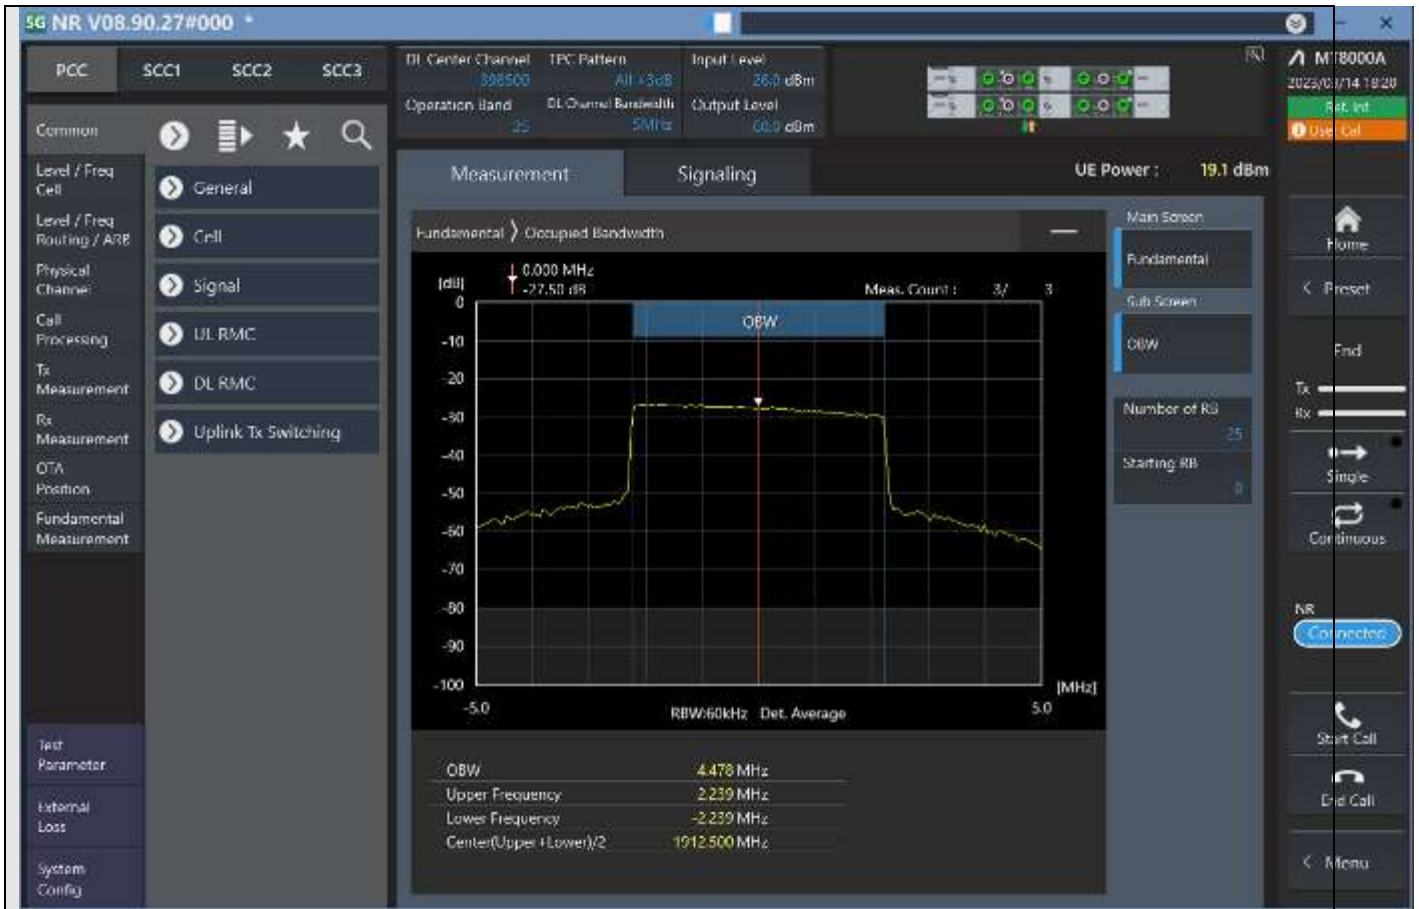 5G NR V08.90.27#000 *
PCC SCC1 SCC2 SCC3
DL Center Channel TPC Pattern Input Level
398500 All +3dB 26.0 dBm
Operation Band DL Channel Bandwidth Output Level
25 5MHz dBm
MT8000A
2023/03/14 18:20
Ref. Int
User Cal
Common
Level / Freq
Cell
Level / Freq
Routing / ARB
Physical
Channel
Call
Processing
Tx
Measurement
Rx
Measurement
OTA
Position
Fundamental
Measurement
Test
Parameter
External
Loss
System
Config
General
Cell
Signal
UL RMC
DL RMC
Uplink Tx Switching
Measurement Signaling
UE Power : 19.1 dBm
Fundamental Occupied Bandwidth
0.000 MHz
[dB] -27.50 dB Meas. Count : 3/ 3
OBW
0
-10
-20
-30
-40
-50
-60
-70
-80
-90
-100
[MHz]
-5.0 RBW:60kHz Det. Average 5.0
OBW 4.478 MHz
Upper Frequency 2.239 MHz
Lower Frequency -2.239 MHz
Center(Upper+Lower)/2 1912.500 MHz
Main Screen
Fundamental
Sub Screen
OBW
Number of RB
25
Starting RB
0
Home
< Preset
End
Tx
Rx
Single
Continuous
NR
Connected
Start Call
End Call
< Menu